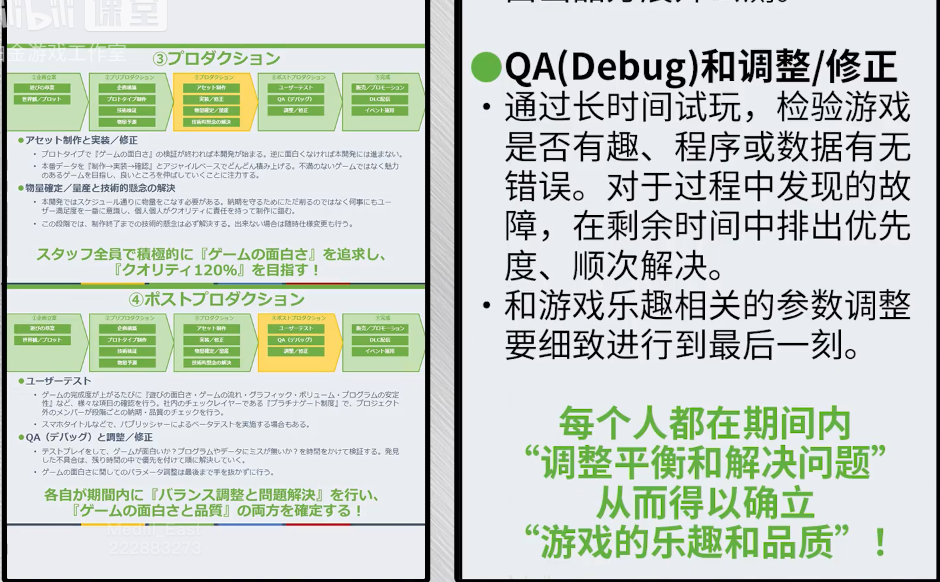 课堂
白金游戏工作室
③プロダクション
①企画立案
遊びの草案
世界観/プロット
②プリプロダクション
企画構築
プロトタイプ制作
技術検証
物量予測
③プロダクション
アセット制作
実装/修正
物量確定/量産
技術的懸念の解決
④ポストプロダクション
ユーザーテスト
QA(デバッグ)
調整/修正
⑤完成
販売/プロモーション
DLC配信
イベント運用
●アセット制作と実装/修正
・ プロトタイプで『ゲームの面白さ』の検証が終われば本開発が始まる。逆に面白くなければ本開発には進まない。
・ 本番データを『制作→実装→確認』とアジャイルベースでどんどん積み上げる。不満のないゲームではなく魅力
のあるゲームを目指し、良いところを伸ばしていくことに注力する。
●物量確定/量産と技術的懸念の解決
・ 本開発ではスケジュール通りに物量をこなす必要がある。納期を守るためにただ削るのではなく何事にもユー
ザー満足度を一番に意識し、個人個人がクオリティに責任を持って制作に臨む。
・ この段階では、制作終了までの技術的懸念は必ず解決する。出来ない場合は随時仕様変更も行う。
スタッフ全員で積極的に『ゲームの面白さ』を追求し、
『クオリティ120%』を目指す!
④ポストプロダクション
①企画立案
遊びの草案
世界観/プロット
②プリプロダクション
企画構築
プロトタイプ制作
技術検証
物量予測
③プロダクション
アセット制作
実装/修正
物量確定/量産
技術的懸念の解決
④ポストプロダクション
ユーザーテスト
QA(デバッグ)
調整/修正
⑤完成
販売/プロモーション
DLC配信
イベント運用
●ユーザーテスト
・ ゲームの完成度が上がるたびに『遊びの面白さ・ゲームの流れ・グラフィック・ボリューム・プログラムの安定
性』など、様々な項目の確認を行う。社内のチェックレイヤーである『プラチナゲート制度』で、プロジェクト
外のメンバーが段階ごとの納期・品質のチェックを行う。
・ スマホタイトルなどで、パブリッシャーによるベータテストを実施する場合もある。
●QA(デバッグ)と調整/修正
・ テストプレイをして、ゲームが面白いか?プログラムやデータにミスが無いか?を時間をかけて検証する。発見
した不具合は、残り時間の中で優先を付けて順に解決していく。
・ ゲームの面白さに関してのパラメータ調整は最後まで手を抜かずに行う。
各自が期間内に『バランス調整と問題解決』を行い、
『ゲームの面白さと品質』の両方を確定する!
222883273
●QA(Debug)和调整/修正
・通过长时间试玩，检验游戏
是否有趣、程序或数据有无
错误。对于过程中发现的故
障，在剩余时间中排出优先
度、顺次解决。
・和游戏乐趣相关的参数调整
要细致进行到最后一刻。
每个人都在期间内
“调整平衡和解决问题”
从而得以确立
“游戏的乐趣和品质”！